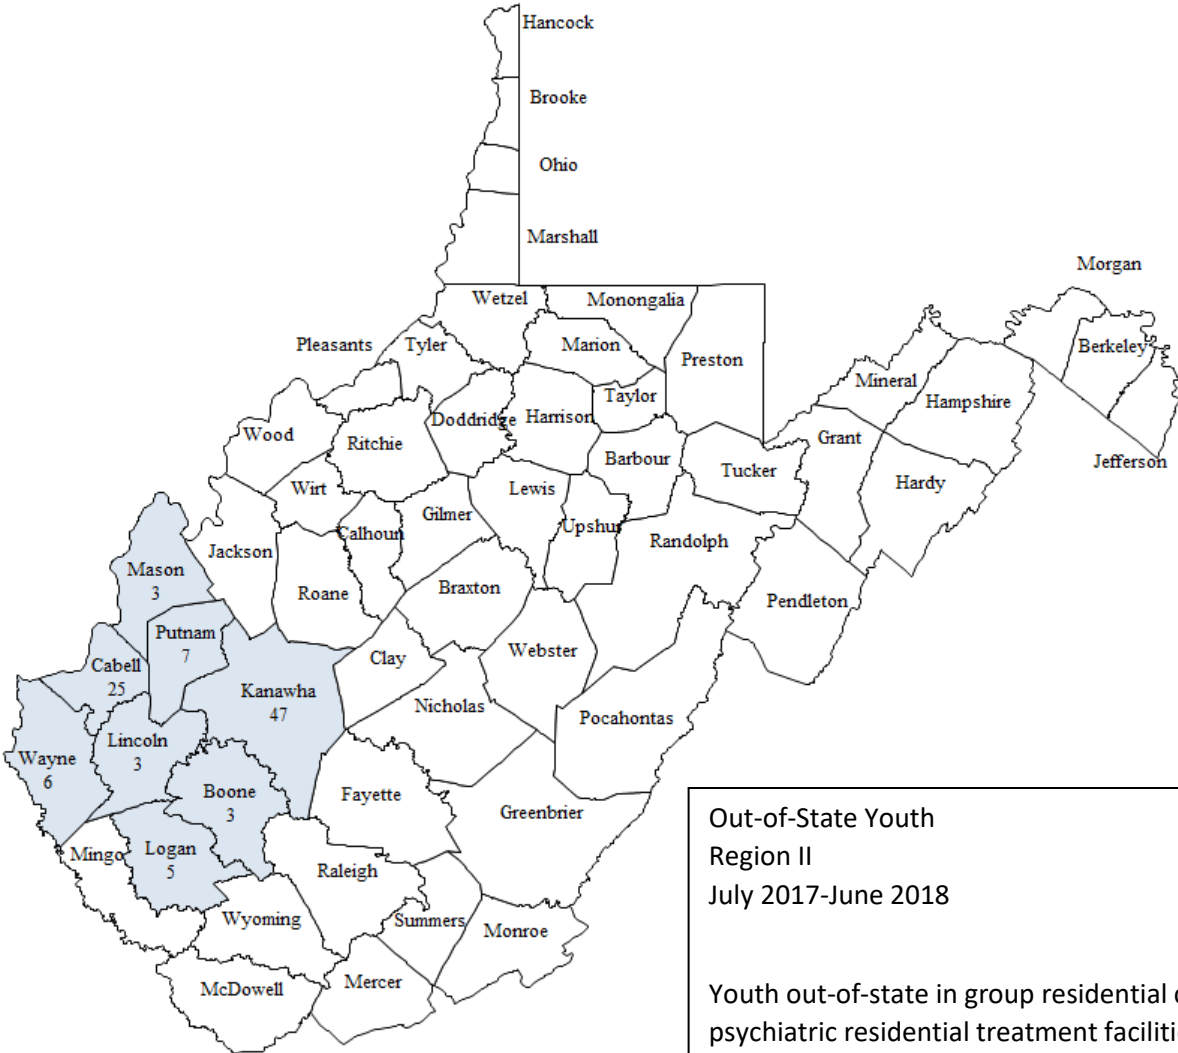 Hancock
Brooke
Ohio
Marshall
Morgan
Wetzel
Monongalia
Pleasants
Tyler
Marion
Berkeley
Preston
Mineral
Taylor
Hampshire
Doddridge
Harrison
Wood
Ritchie
Grant
Barbour
Jefferson
Tucker
Wirt
Lewis
Hardy
Gilmer
Calhoun
Upshur
Jackson
Randolph
Mason
3
Roane
Braxton
Pendleton
Putnam
7
Webster
Clay
Cabell
25
Kanawha
47
Nicholas
Pocahontas
Lincoln
3
Wayne
6
Boone
3
Fayette
Greenbrier
Mingo
Logan
5
Raleigh
Wyoming
Summers
Monroe
McDowell
Mercer
Out-of-State Youth
Region II
July 2017-June 2018
Youth out-of-state in group residential
psychiatric residential treatment